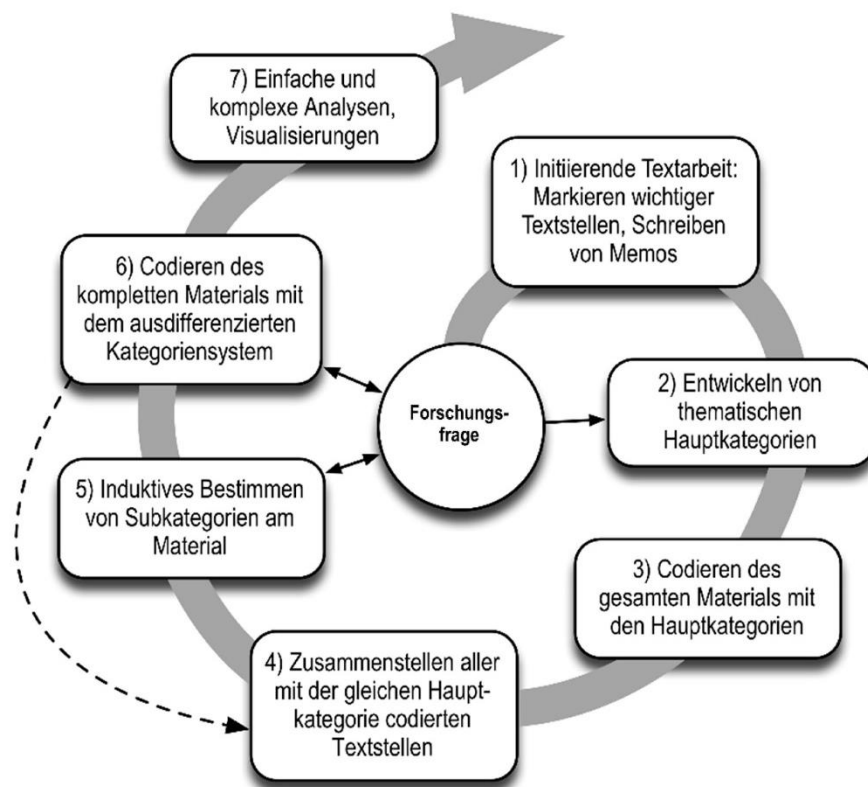 7) Einfache und
komplexe Analysen,
Visualisierungen
1) Initiierende Textarbeit:
Markieren wichtiger
Textstellen, Schreiben
von Memos
6) Codieren des
kompletten Materials mit
dem ausdifferenzierten
Kategoriensystem
Forschungs-
frage
2) Entwickeln von
thematischen
Hauptkategorien
5) Induktives Bestimmen
von Subkategorien am
Material
3) Codieren des
gesamten Materials mit
den Hauptkategorien
4) Zusammenstellen aller
mit der gleichen Haupt-
kategorie codierten
Textstellen